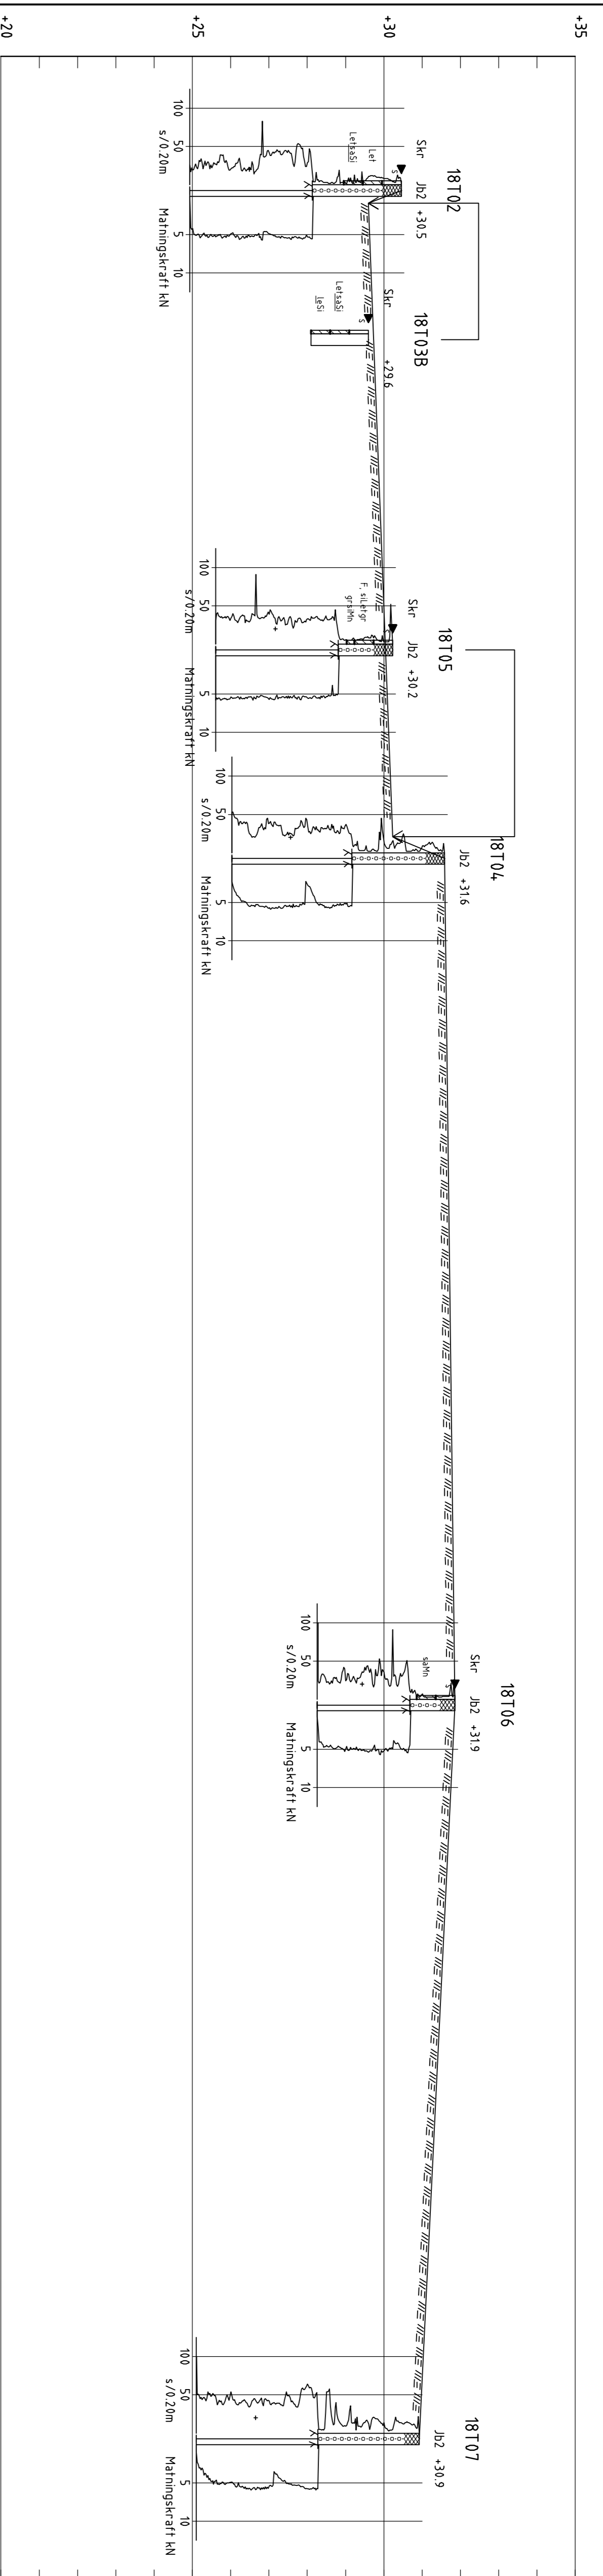 +35
+30
+25
+20
18T02
Skr
Jb2 +30.5
s
Let
LetsaSi
100
50
s/0.20m
5
10
Matningskraft kN
18T03B
Skr
+29.6
s
LetsaSi
leSi
18T05
Skr
Jb2 +30.2
F, siLetgr
grsiMn
100
50
s/0.20m
5
10
Matningskraft kN
18T04
Jb2 +31.6
100
50
s/0.20m
5
10
Matningskraft kN
18T06
Skr
Jb2 +31.9
s
saMn
100
50
s/0.20m
5
10
Matningskraft kN
18T07
Jb2 +30.9
100
50
s/0.20m
5
10
Matningskraft kN